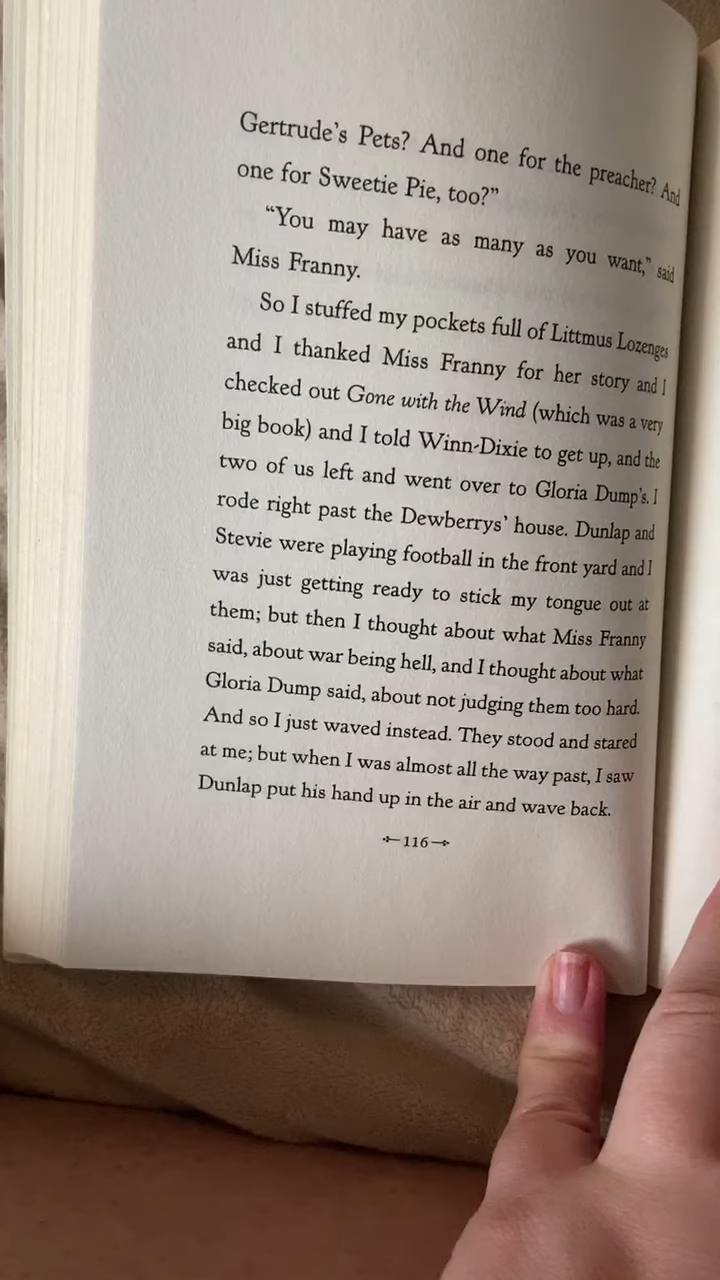 Gertrude's Pets? And one for the preacher? And
one for Sweetie Pie, too?”
“You may have as many as you want,” said
Miss Franny.
So I stuffed my pockets full of Littmus Lozenges
and I thanked Miss Franny for her story and I
checked out Gone with the Wind (which was a very
big book) and I told Winn-Dixie to get up, and the
two of us left and went over to Gloria Dump's. I
rode right past the Dewberrys' house. Dunlap and
Stevie were playing football in the front yard and I
was just getting ready to stick my tongue out at
them; but then I thought about what Miss Franny
said, about war being hell, and I thought about what
Gloria Dump said, about not judging them too hard.
And so I just waved instead. They stood and stared
at me; but when I was almost all the way past, I saw
Dunlap put his hand up in the air and wave back.
116